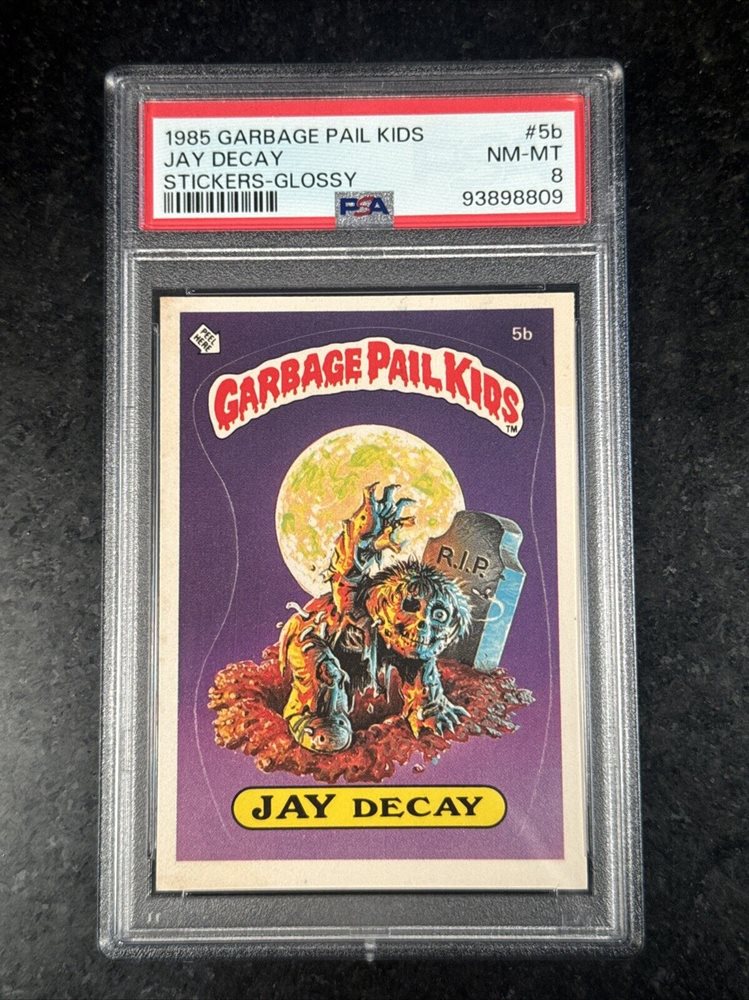 1985 GARBAGE PAIL KIDS #5b
JAY DECAY NM-MT
STICKERS-GLOSSY 8
PSA 93898809
PEEL HERE
5b
GARBAGE PAIL KIDS
TM
R.I.P.
JAY DECAY